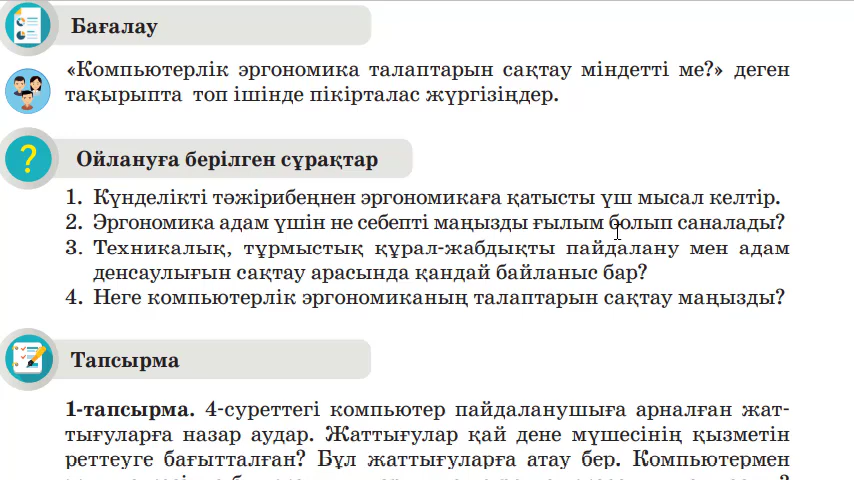 Бағалау
«Компьютерлік эргономика талаптарын сақтау міндетті ме?» деген
тақырыпта топ ішінде пікірталас жүргізіңдер.
?
Ойлануға берілген сұрақтар
1. Күнделікті тәжірибеңнен эргономикаға қатысты үш мысал келтір.
2. Эргономика адам үшін не себепті маңызды ғылым болып саналады?
3. Техникалық, тұрмыстық құрал-жабдықты пайдалану мен адам
денсаулығын сақтау арасында қандай байланыс бар?
4. Неге компьютерлік эргономиканың талаптарын сақтау маңызды?
Тапсырма
1-тапсырма. 4-суреттегі компьютер пайдаланушыға арналған жат-
тығуларға назар аудар. Жаттығулар қай дене мүшесінің қызметін
реттеуге бағытталған? Бұл жаттығуларға атау бер. Компьютермен